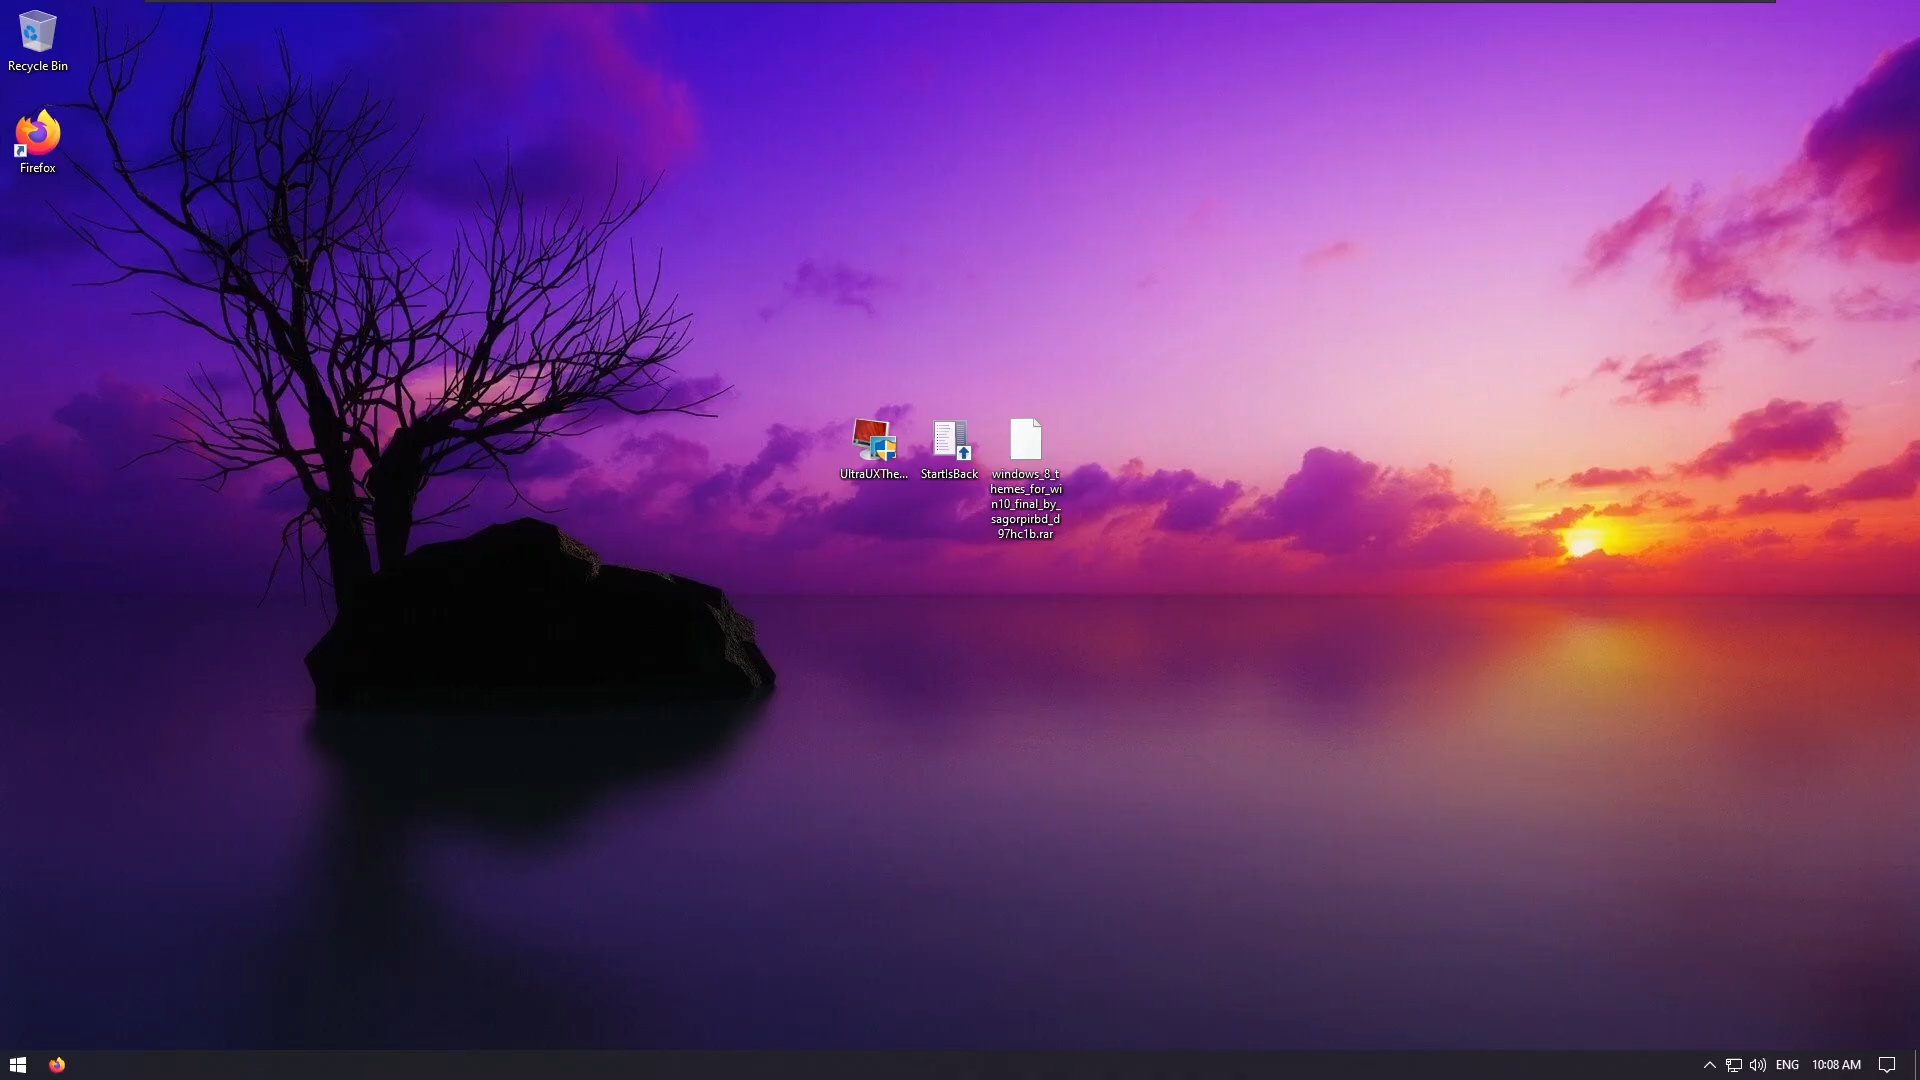 Recycle Bin
Firefox
UltraUXThe...
StartIsBack
windows_8_t
hemes_for_wi
n10_final_by_
sagorpirbd_d
97hc1b.rar
ENG
10:08 AM